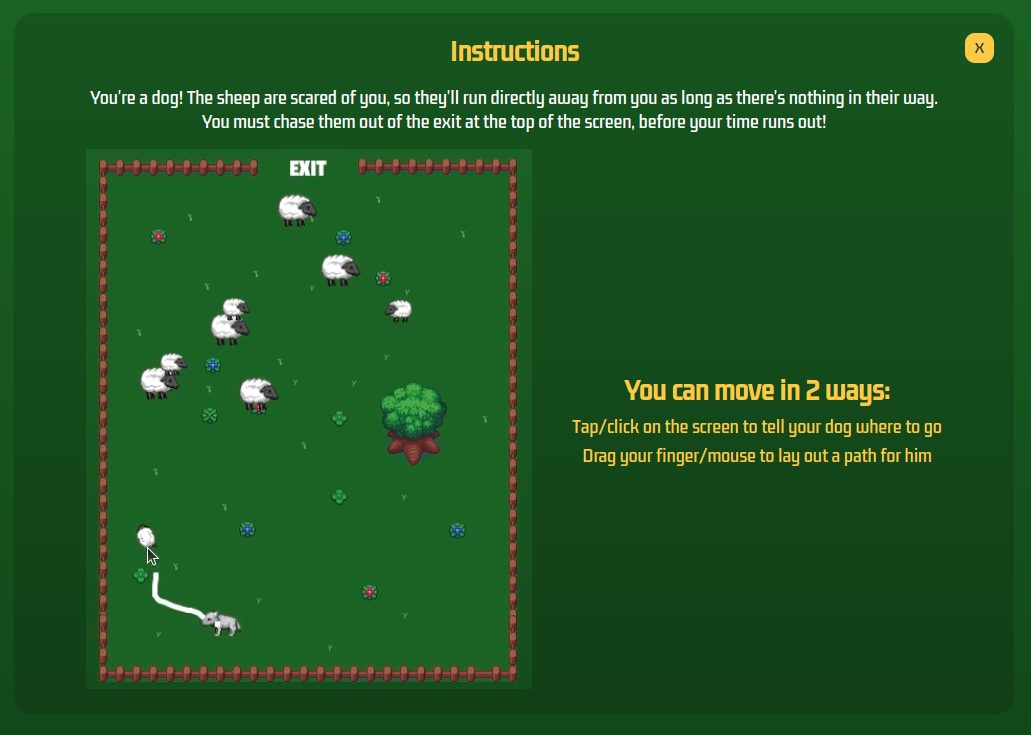 Instructions
X
You're a dog! The sheep are scared of you, so they'll run directly away from you as long as there's nothing in their way.
You must chase them out of the exit at the top of the screen, before your time runs out!
EXIT
You can move in 2 ways:
Tap/click on the screen to tell your dog where to go
Drag your finger/mouse to lay out a path for him